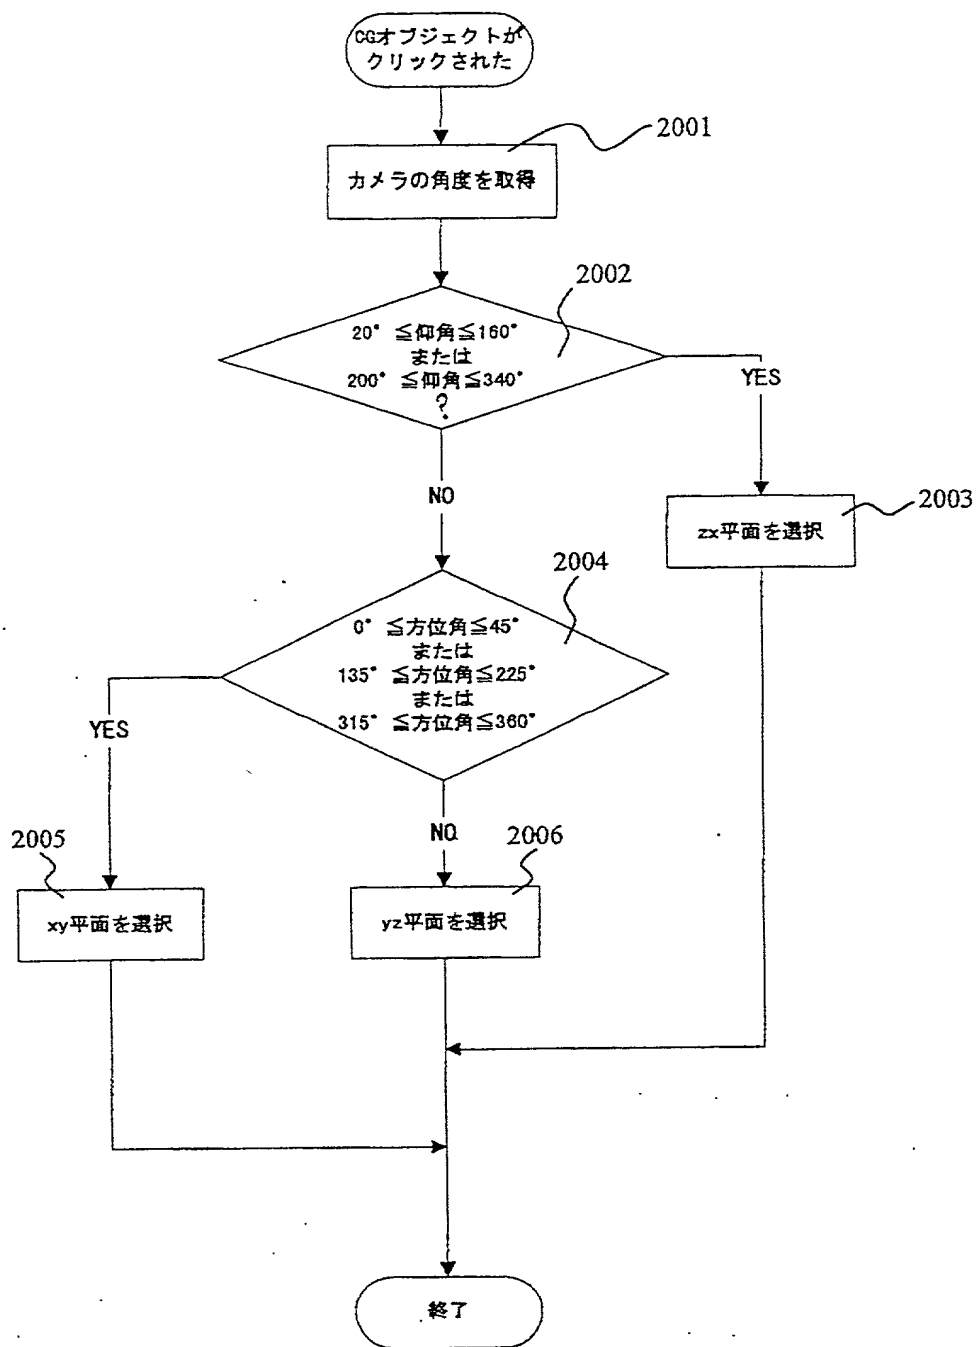 CGオブジェクトが
クリックされた
2001
カメラの角度を取得
2002
20° ≦仰角≦160°
または
200° ≦仰角≦340°
?
YES
NO
2003
zx平面を選択
2004
0° ≦方位角≦45°
または
135° ≦方位角≦225°
または
315° ≦方位角≦360°
YES
NO
2005
xy平面を選択
2006
yz平面を選択
終了